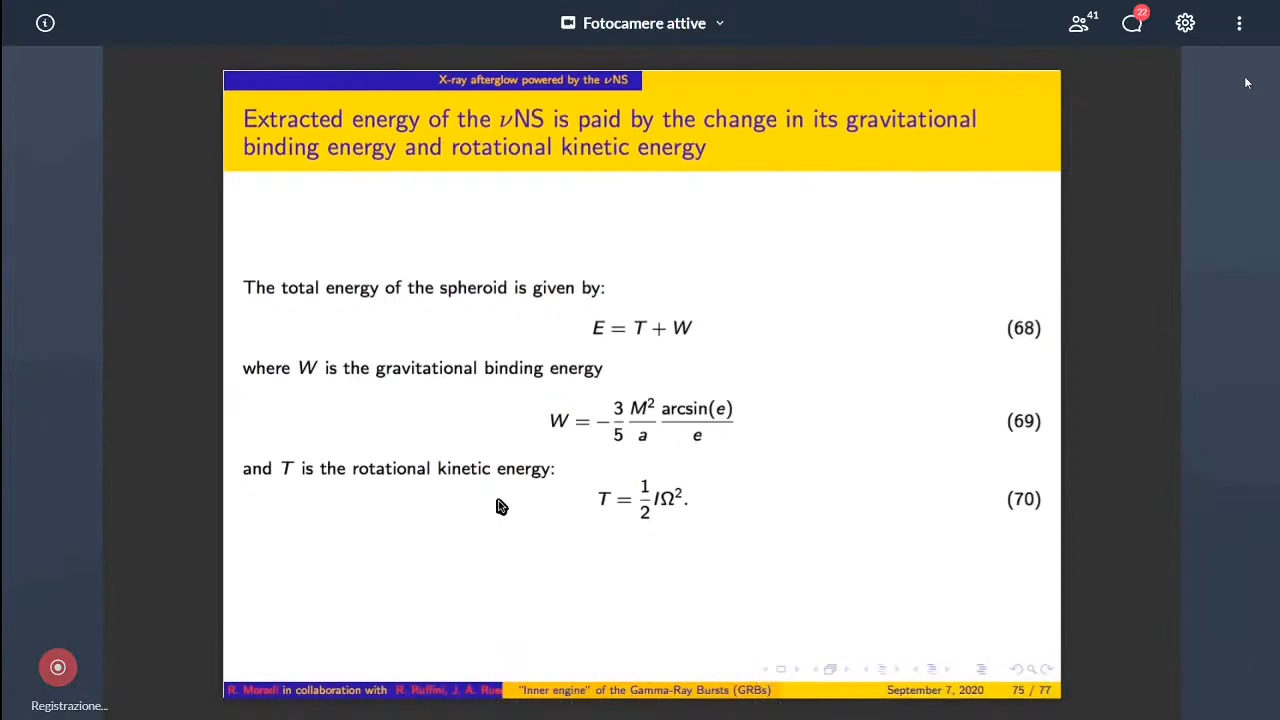 Fotocamere attive
41
22
X-ray afterglow powered by the νNS
Extracted energy of the νNS is paid by the change in its gravitational
binding energy and rotational kinetic energy
The total energy of the spheroid is given by:
E = T + W (68)
where W is the gravitational binding energy
W = −3/5 M²/a arcsin(e)/e (69)
and T is the rotational kinetic energy:
T = 1/2 IΩ². (70)
R. Moradi in collaboration with R. Ruffini, J. A. Rue
"Inner engine" of the Gamma-Ray Bursts (GRBs)
September 7, 2020 75 / 77
Registrazione...